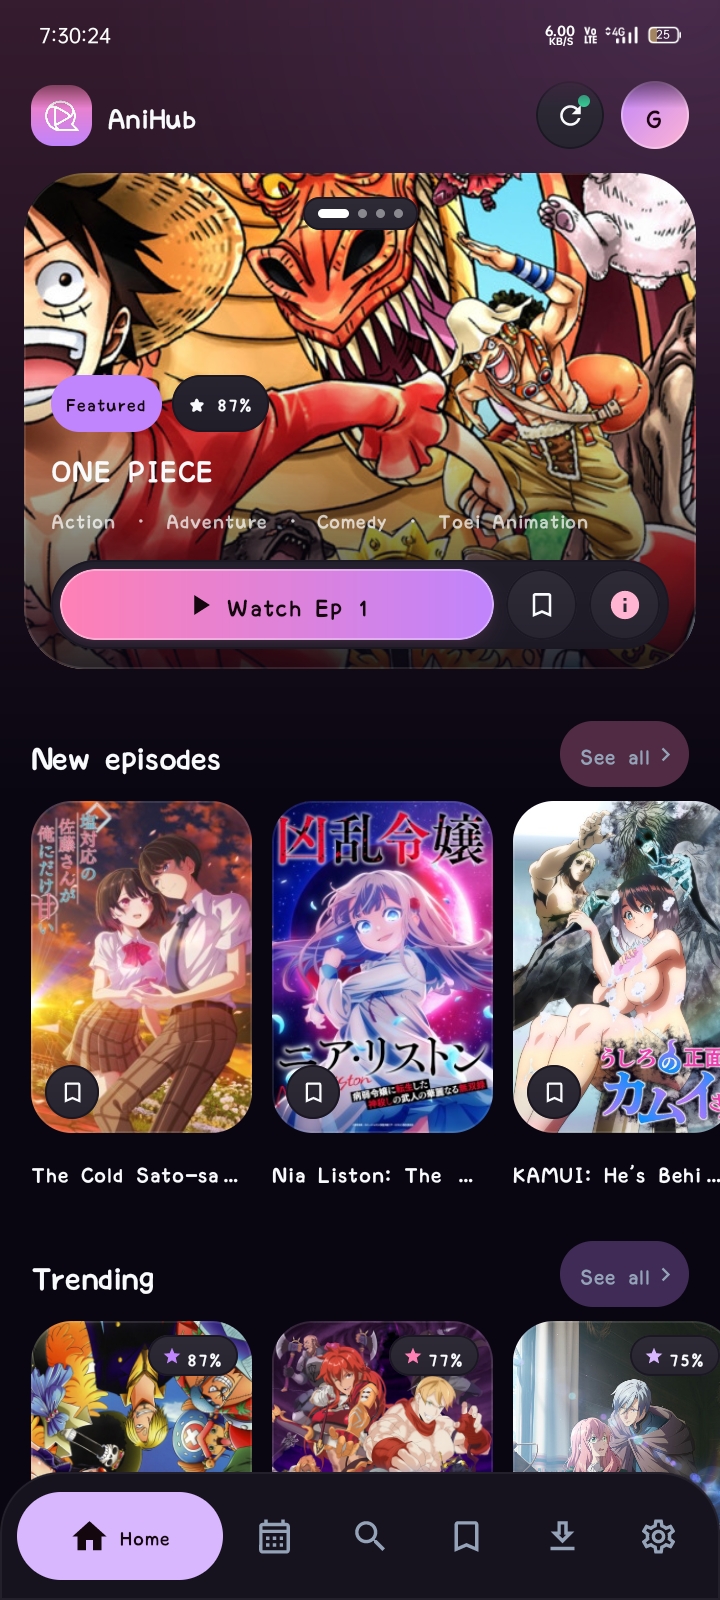 7:30:24
6.00 KB/S Vo LTE 4G 25
AniHub
G
Featured
87%
ONE PIECE
Action · Adventure · Comedy · Toei Animation
Watch Ep 1
New episodes
See all
塩対応の
佐藤さんが
俺にだけ甘い
凶乱令嬢
ニア・リストン
病弱令嬢に転生した
神殺しの武人の華麗なる無双録
うしろの正面
カムイさ
The Cold Sato-sa...
Nia Liston: The ...
KAMUI: He's Behi...
Trending
See all
87%
77%
75%
Home